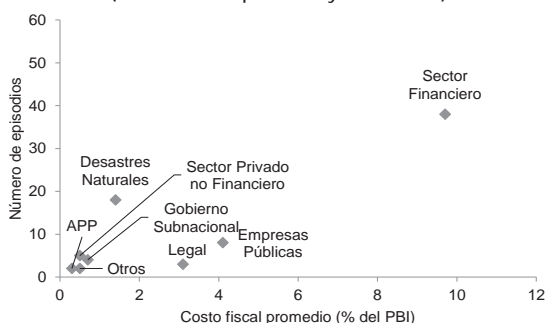 60
50
40
30
20
10
0
Número de episodios
Sector
Financiero
Desastres
Naturales
Sector Privado
no Financiero
APP
Gobierno
Subnacional
Legal
Empresas
Públicas
Otros
0 2 4 6 8 10 12
Costo fiscal promedio (% del PBI)